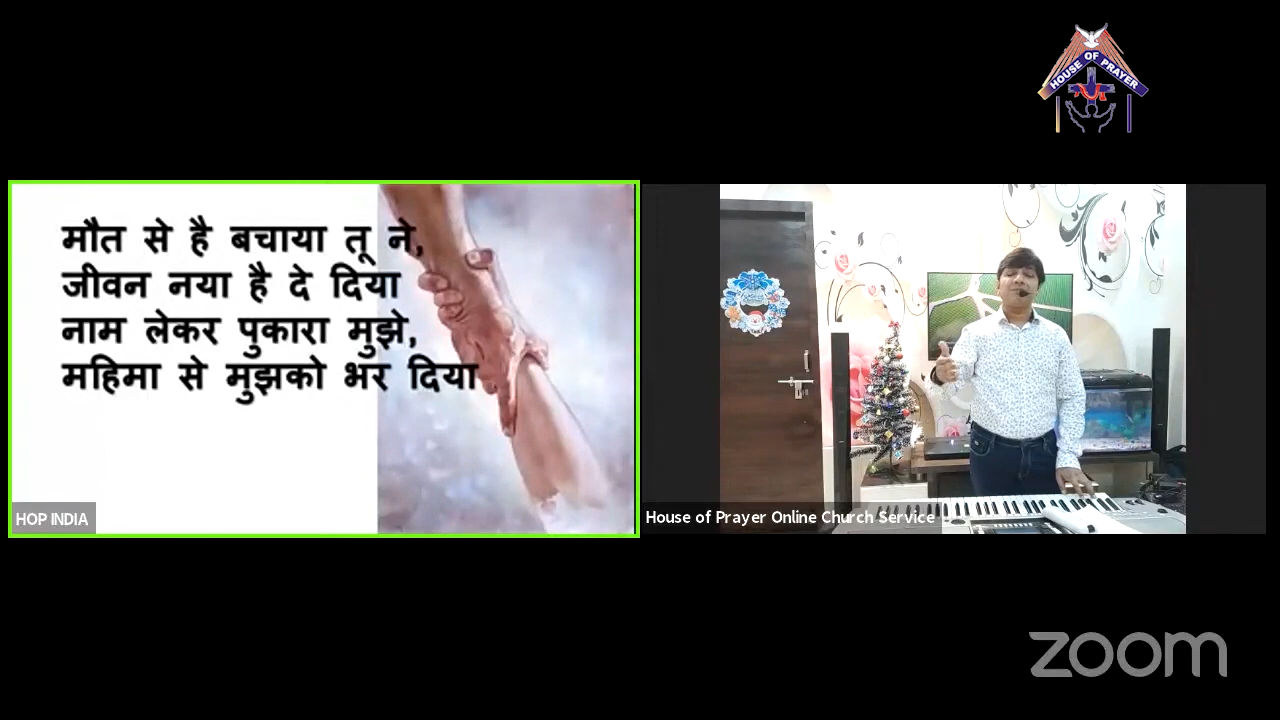 HOUSE OF PRAYER
मौत से है बचाया तू ने,
जीवन नया है दे दिया
नाम लेकर पुकारा मुझे,
महिमा से मुझको भर दिया
HOP INDIA
House of Prayer Online Church Service
zoom